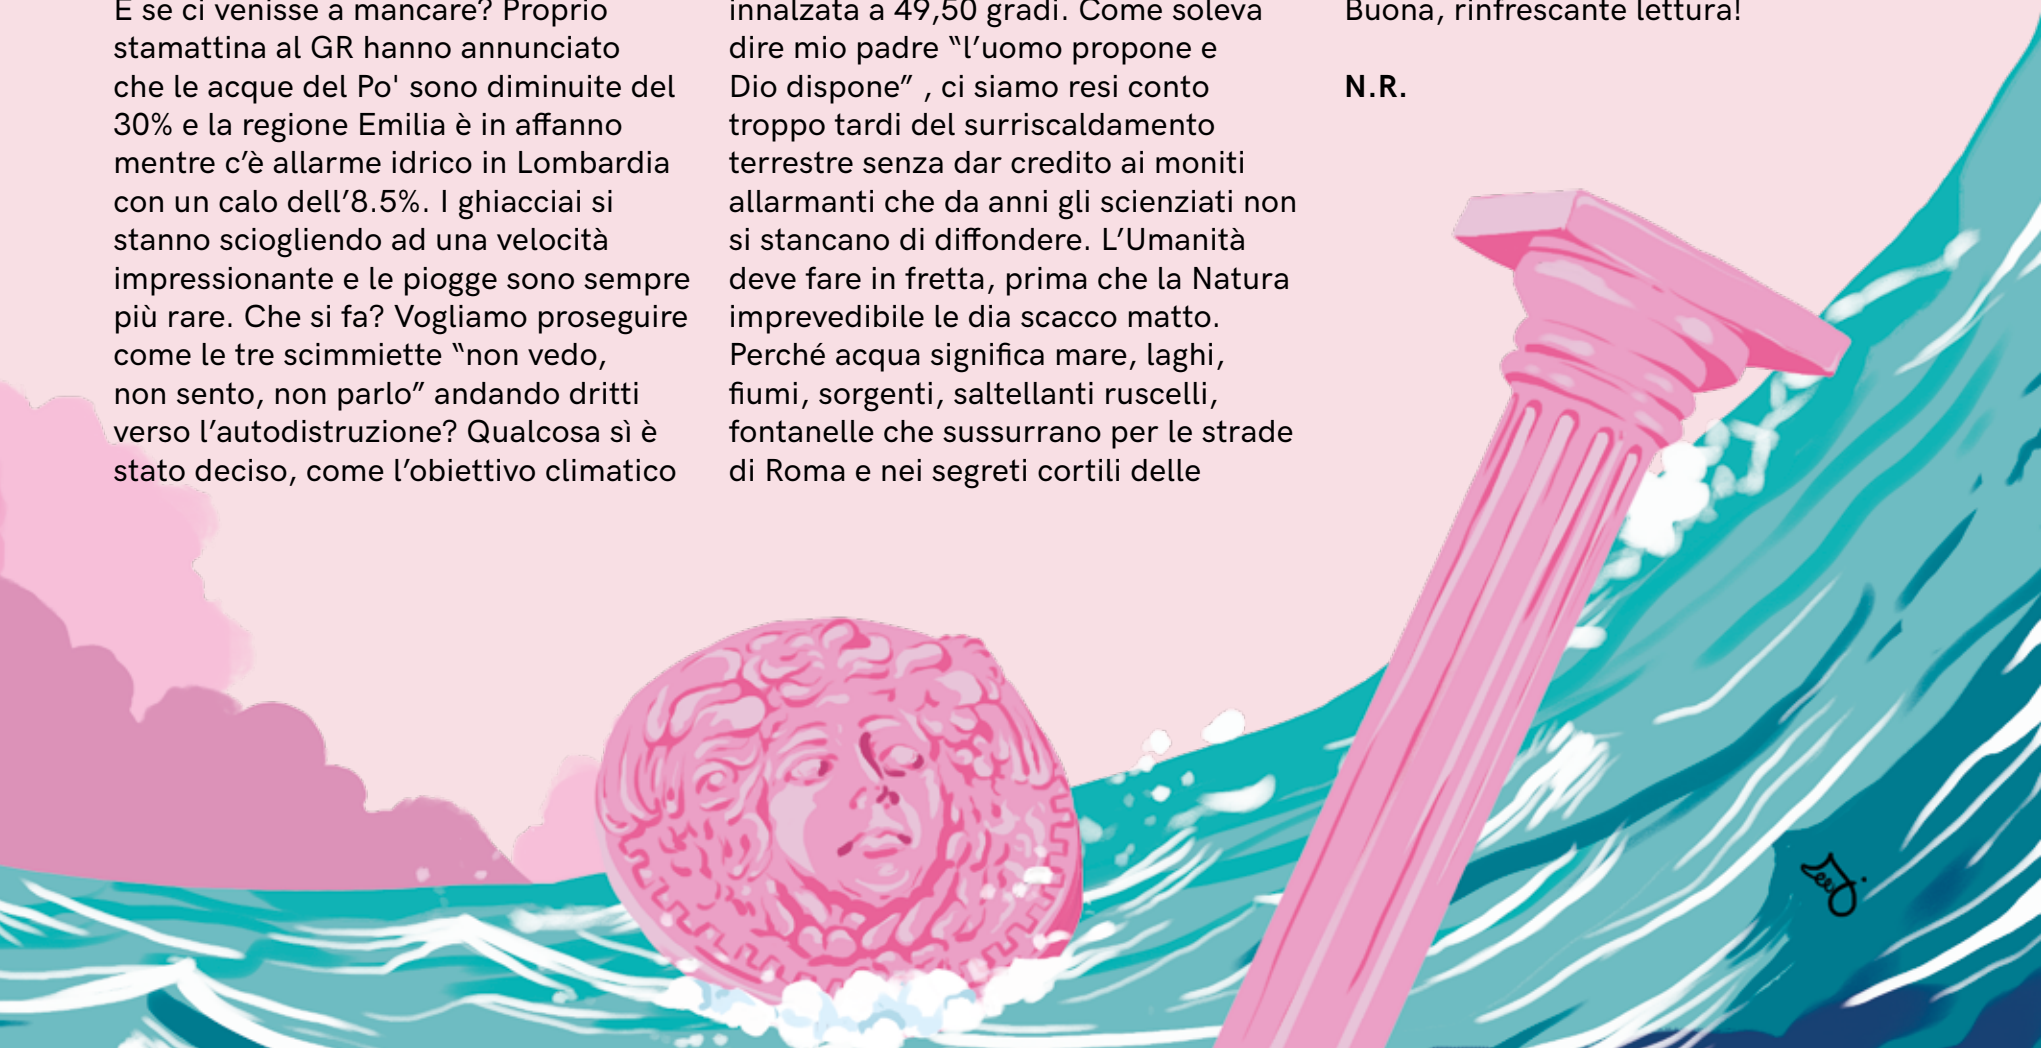 E se ci venisse a mancare? Proprio
stamattina al GR hanno annunciato
che le acque del Po' sono diminuite del
30% e la regione Emilia è in affanno
mentre c’è allarme idrico in Lombardia
con un calo dell’8.5%. I ghiacciai si
stanno sciogliendo ad una velocità
impressionante e le piogge sono sempre
più rare. Che si fa? Vogliamo proseguire
come le tre scimmiette “non vedo,
non sento, non parlo” andando dritti
verso l’autodistruzione? Qualcosa sì è
stato deciso, come l’obiettivo climatico
innalzata a 49,50 gradi. Come soleva
dire mio padre “l’uomo propone e
Dio dispone” , ci siamo resi conto
troppo tardi del surriscaldamento
terrestre senza dar credito ai moniti
allarmanti che da anni gli scienziati non
si stancano di diffondere. L’Umanità
deve fare in fretta, prima che la Natura
imprevedibile le dia scacco matto.
Perché acqua significa mare, laghi,
fiumi, sorgenti, saltellanti ruscelli,
fontanelle che sussurrano per le strade
di Roma e nei segreti cortili delle
Buona, rinfrescante lettura!
N.R.